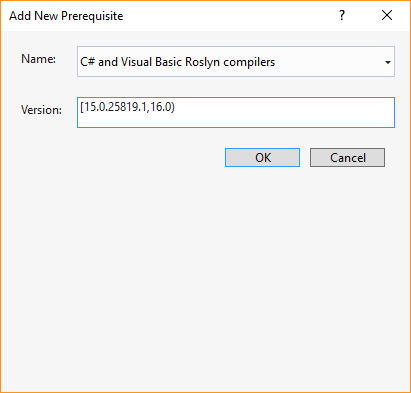 Add New Prerequisite ?
Name: C# and Visual Basic Roslyn compilers
Version: [15.0.25819.1,16.0)
OK Cancel